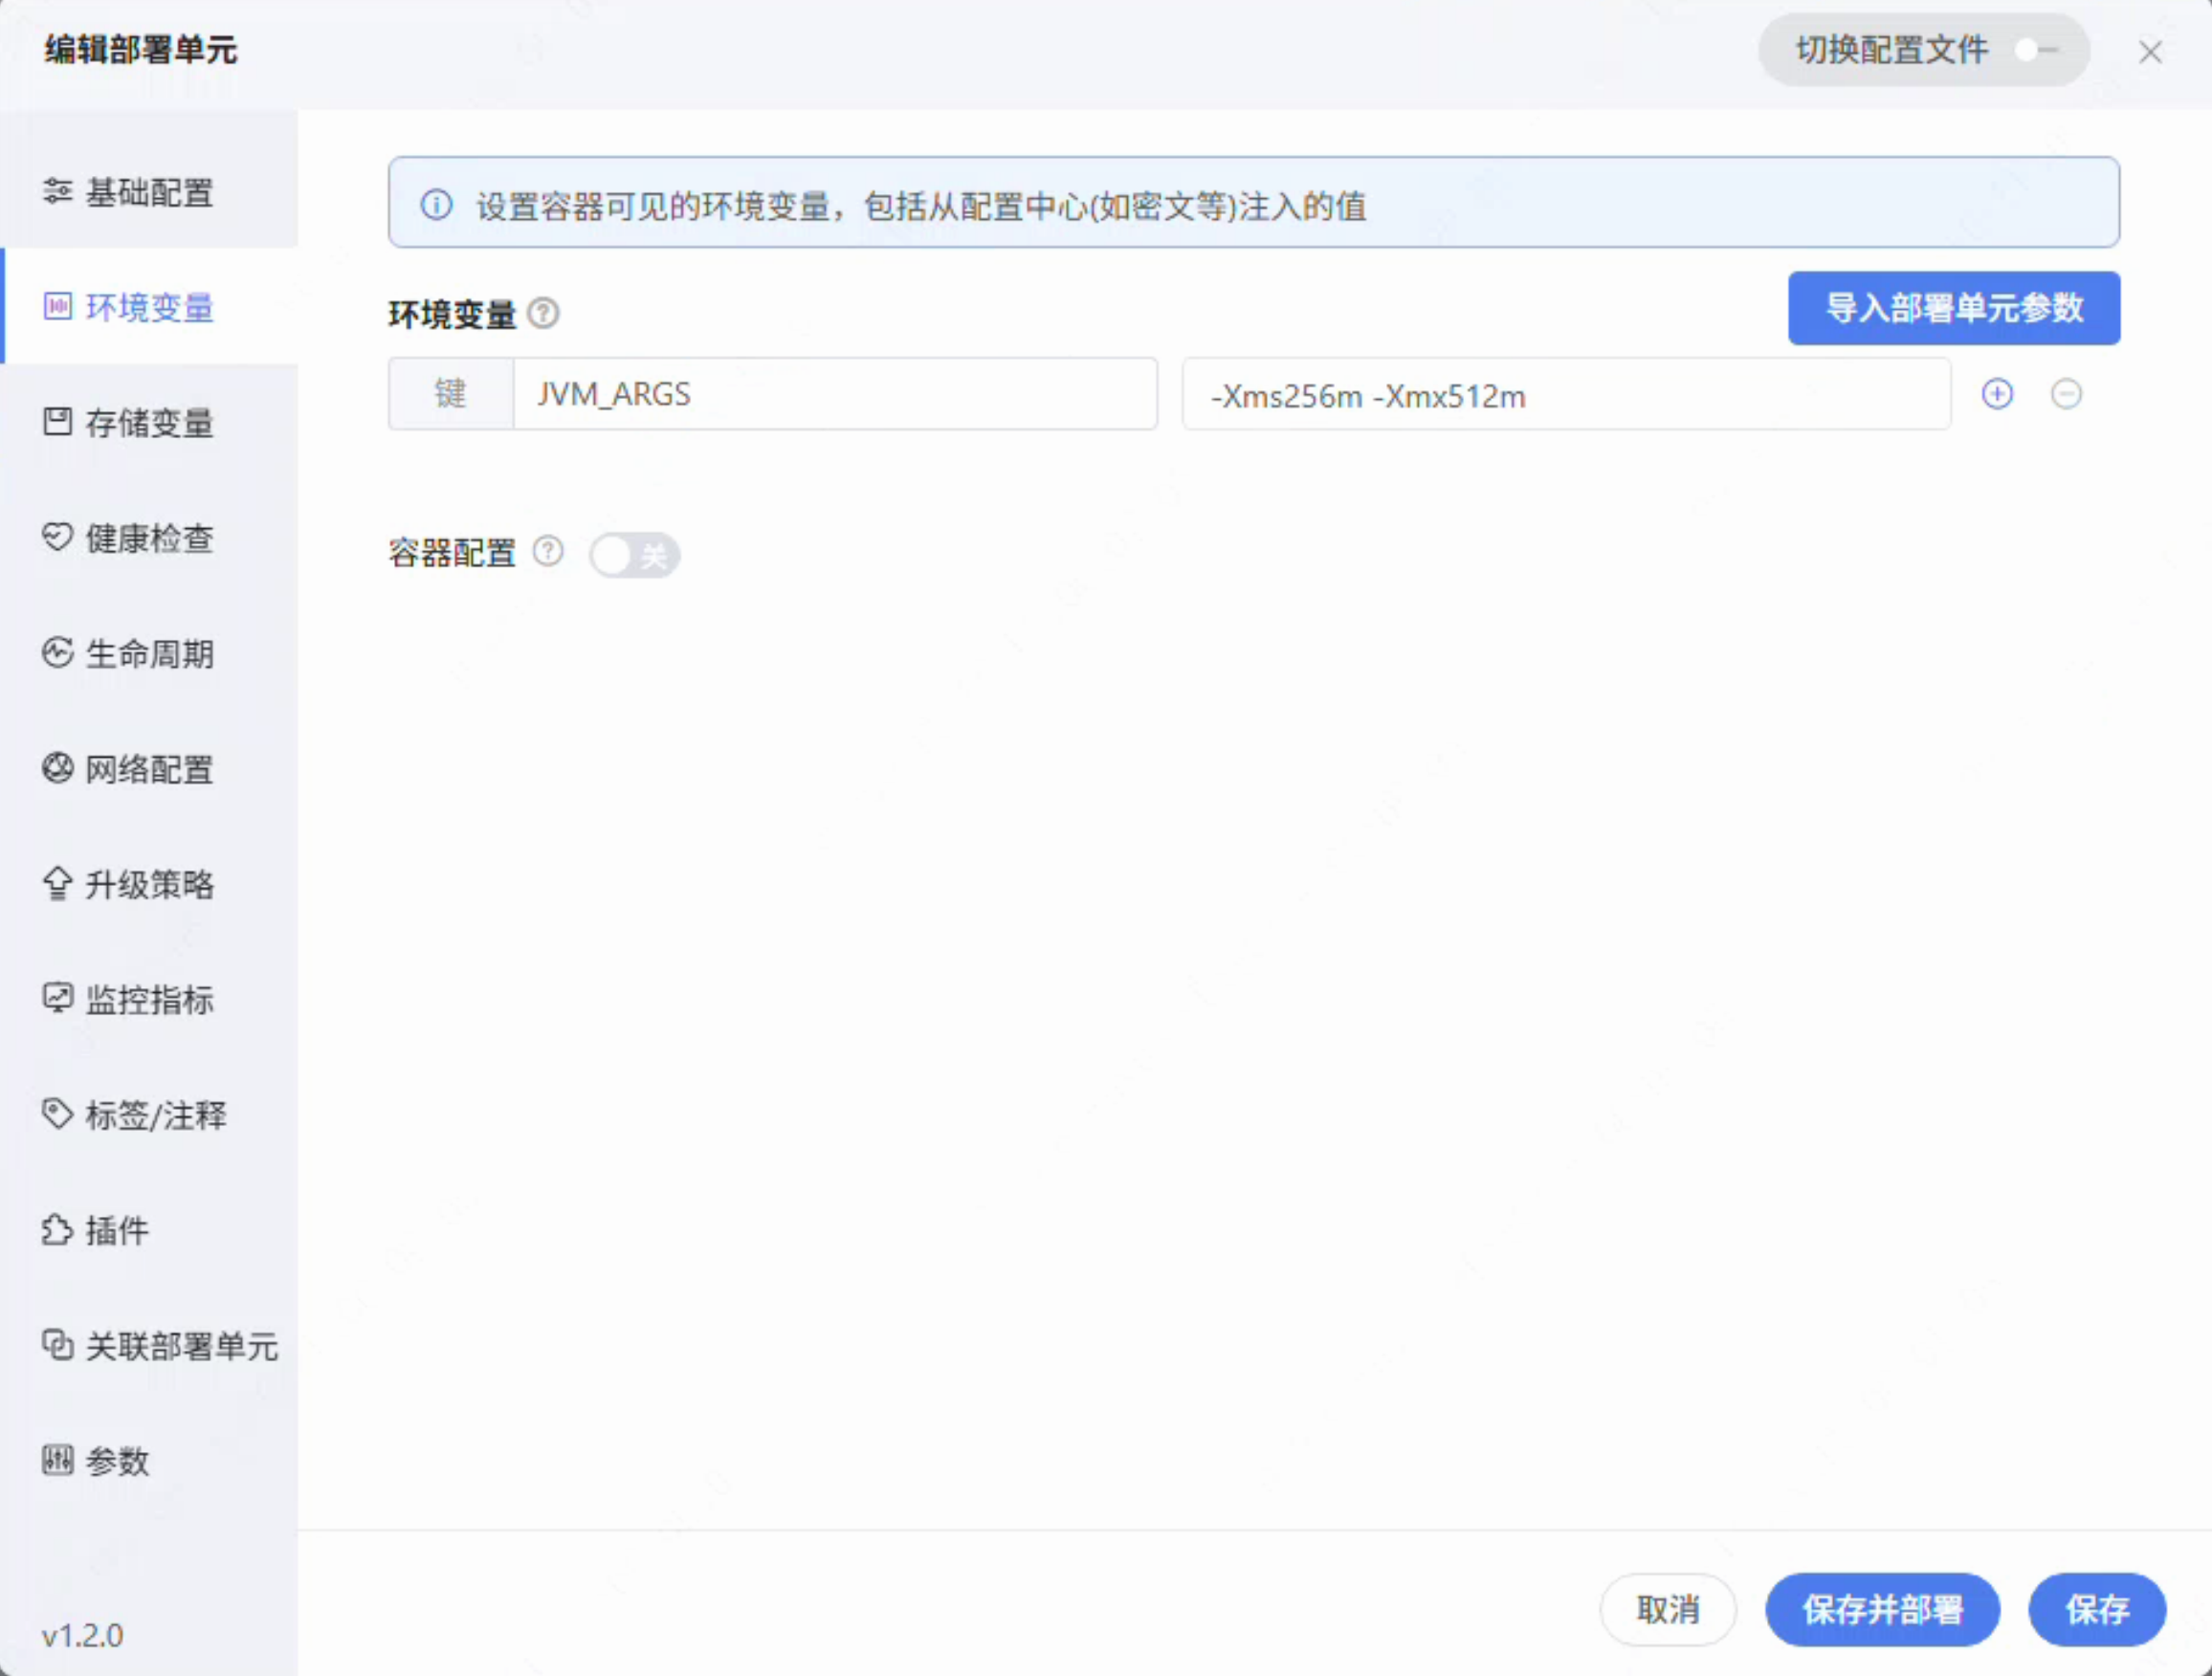 编辑部署单元
切换配置文件
基础配置
环境变量
存储变量
健康检查
生命周期
网络配置
升级策略
监控指标
标签/注释
插件
关联部署单元
参数
v1.2.0
设置容器可见的环境变量，包括从配置中心(如密文等)注入的值
环境变量
导入部署单元参数
键 JVM_ARGS -Xms256m -Xmx512m
容器配置 关
取消 保存并部署 保存